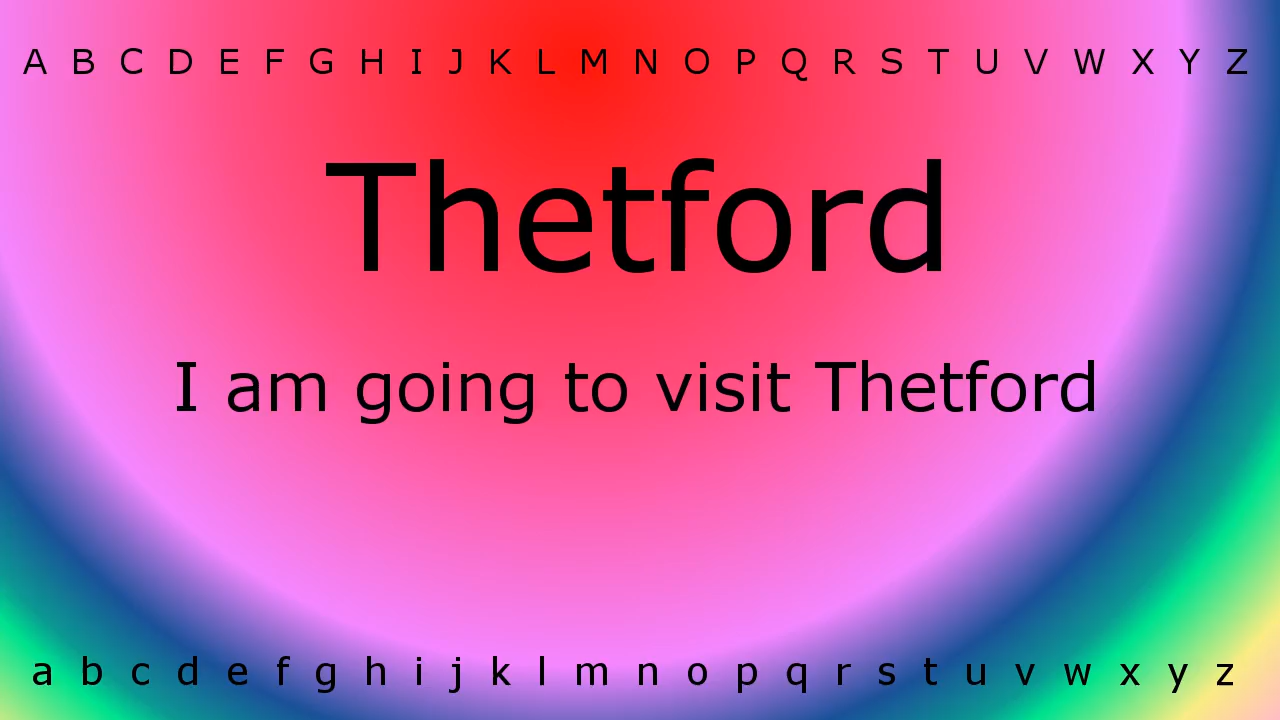 A B C D E F G H I J K L M N O P Q R S T U V W X Y Z
Thetford
I am going to visit Thetford
a b c d e f g h i j k l m n o p q r s t u v w x y z